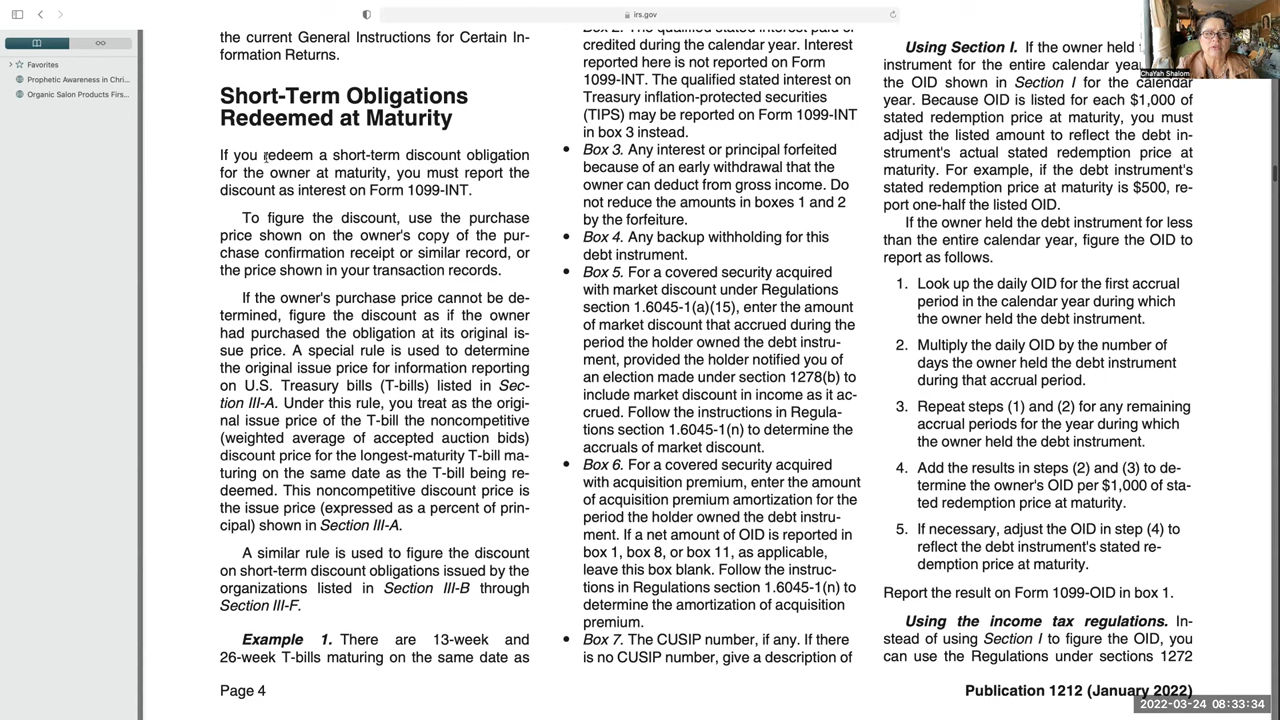 irs.gov
Favorites
Prophetic Awareness in Chri...
Organic Salon Products Firs...
the current General Instructions for Certain In-
formation Returns.
Short-Term Obligations
Redeemed at Maturity
If you redeem a short-term discount obligation
for the owner at maturity, you must report the
discount as interest on Form 1099-INT.
To figure the discount, use the purchase
price shown on the owner's copy of the pur-
chase confirmation receipt or similar record, or
the price shown in your transaction records.
If the owner's purchase price cannot be de-
termined, figure the discount as if the owner
had purchased the obligation at its original is-
sue price. A special rule is used to determine
the original issue price for information reporting
on U.S. Treasury bills (T-bills) listed in Sec-
tion III-A. Under this rule, you treat as the origi-
nal issue price of the T-bill the noncompetitive
(weighted average of accepted auction bids)
discount price for the longest-maturity T-bill ma-
turing on the same date as the T-bill being re-
deemed. This noncompetitive discount price is
the issue price (expressed as a percent of prin-
cipal) shown in Section III-A.
A similar rule is used to figure the discount
on short-term discount obligations issued by the
organizations listed in Section III-B through
Section III-F.
Example 1. There are 13-week and
26-week T-bills maturing on the same date as
Page 4
Box 2. The qualified stated interest paid or
credited during the calendar year. Interest
reported here is not reported on Form
1099-INT. The qualified stated interest on
Treasury inflation-protected securities
(TIPS) may be reported on Form 1099-INT
in box 3 instead.
• Box 3. Any interest or principal forfeited
because of an early withdrawal that the
owner can deduct from gross income. Do
not reduce the amounts in boxes 1 and 2
by the forfeiture.
• Box 4. Any backup withholding for this
debt instrument.
• Box 5. For a covered security acquired
with market discount under Regulations
section 1.6045-1(a)(15), enter the amount
of market discount that accrued during the
period the holder owned the debt instru-
ment, provided the holder notified you of
an election made under section 1278(b) to
include market discount in income as it ac-
crued. Follow the instructions in Regula-
tions section 1.6045-1(n) to determine the
accruals of market discount.
• Box 6. For a covered security acquired
with acquisition premium, enter the amount
of acquisition premium amortization for the
period the holder owned the debt instru-
ment. If a net amount of OID is reported in
box 1, box 8, or box 11, as applicable,
leave this box blank. Follow the instruc-
tions in Regulations section 1.6045-1(n) to
determine the amortization of acquisition
premium.
• Box 7. The CUSIP number, if any. If there
is no CUSIP number, give a description of
Using Section I. If the owner held
instrument for the entire calendar yea
the OID shown in Section I for the calendar
year. Because OID is listed for each $1,000 of
stated redemption price at maturity, you must
adjust the listed amount to reflect the debt in-
strument's actual stated redemption price at
maturity. For example, if the debt instrument's
stated redemption price at maturity is $500, re-
port one-half the listed OID.
If the owner held the debt instrument for less
than the entire calendar year, figure the OID to
report as follows.
1. Look up the daily OID for the first accrual
period in the calendar year during which
the owner held the debt instrument.
2. Multiply the daily OID by the number of
days the owner held the debt instrument
during that accrual period.
3. Repeat steps (1) and (2) for any remaining
accrual periods for the year during which
the owner held the debt instrument.
4. Add the results in steps (2) and (3) to de-
termine the owner's OID per $1,000 of sta-
ted redemption price at maturity.
5. If necessary, adjust the OID in step (4) to
reflect the debt instrument's stated re-
demption price at maturity.
Report the result on Form 1099-OID in box 1.
Using the income tax regulations. In-
stead of using Section I to figure the OID, you
can use the Regulations under sections 1272
Publication 1212 (January 2022)
ChaYah Shalom
2022-03-24 08:33:34